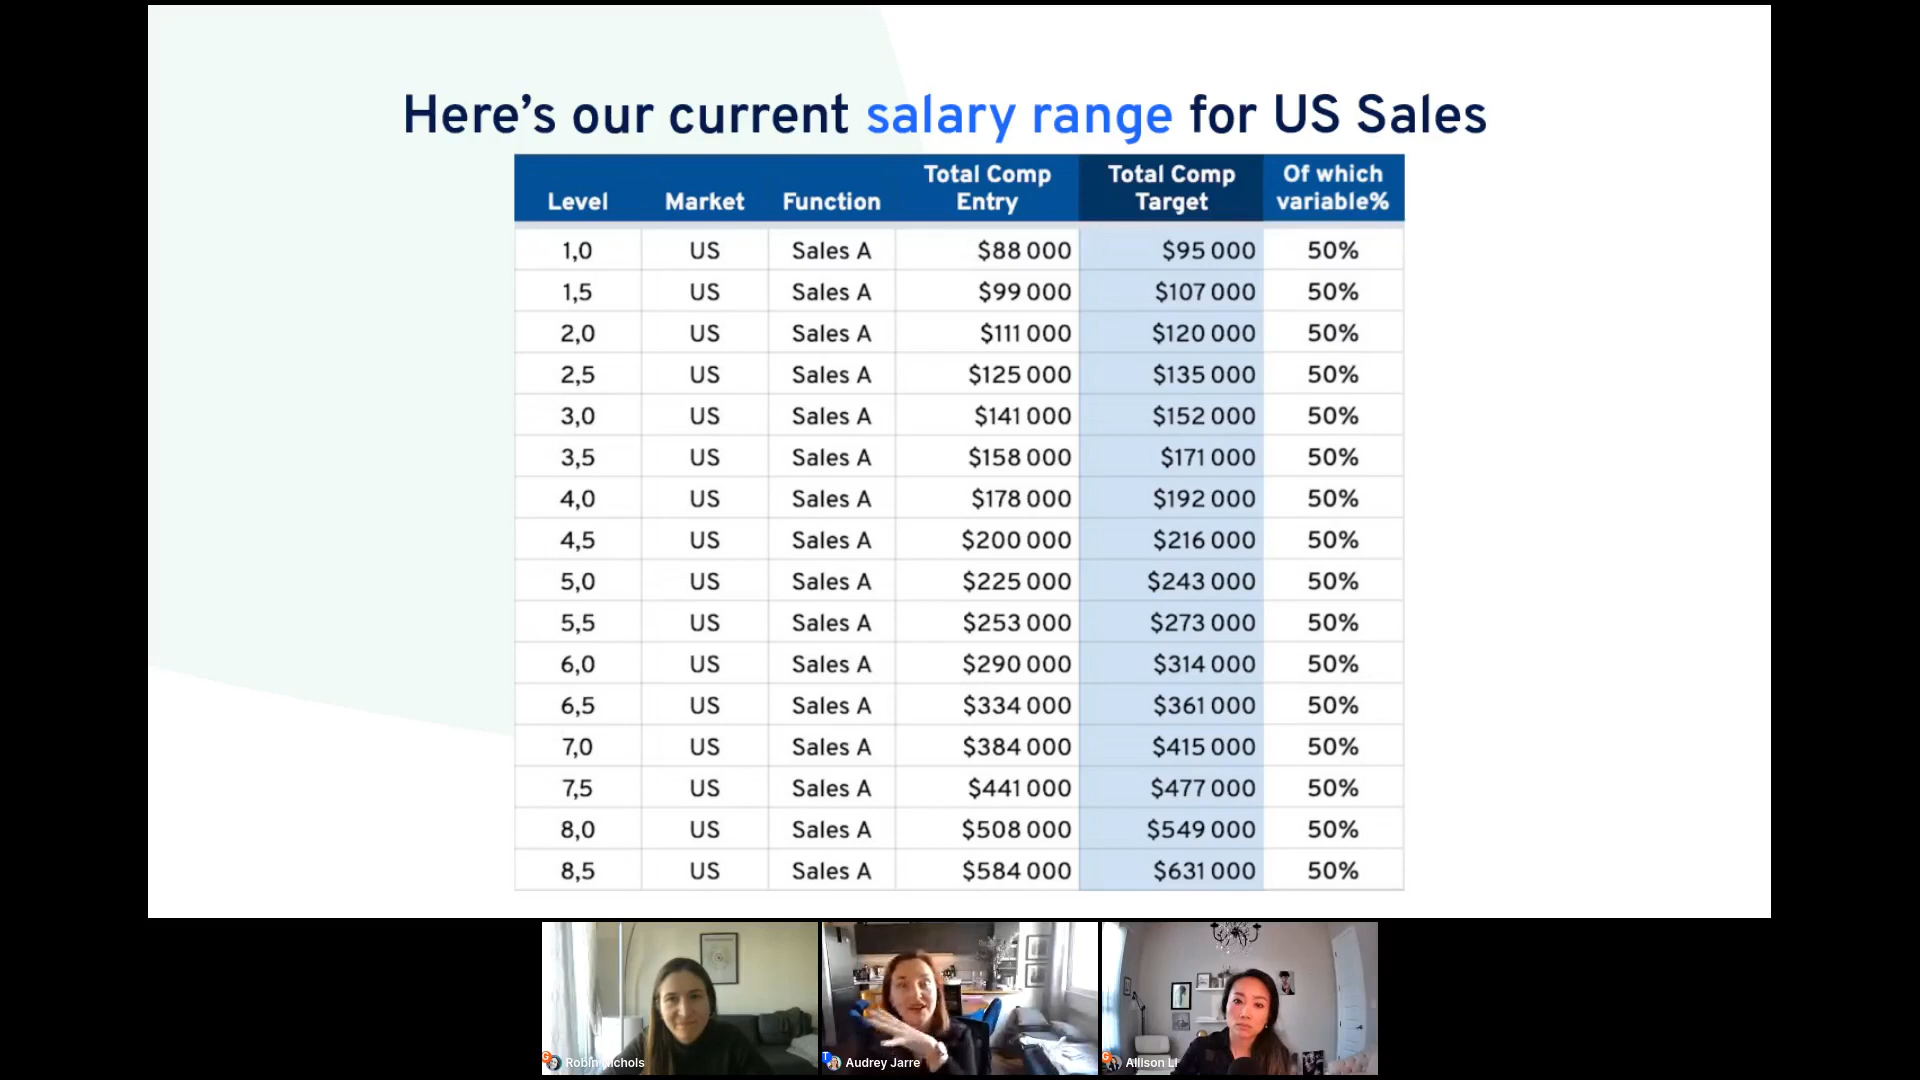 Here's our current salary range for US Sales
Level Market Function Total Comp Entry Total Comp Target Of which variable%
1,0 US Sales A $88 000 $95 000 50%
1,5 US Sales A $99 000 $107 000 50%
2,0 US Sales A $111 000 $120 000 50%
2,5 US Sales A $125 000 $135 000 50%
3,0 US Sales A $141 000 $152 000 50%
3,5 US Sales A $158 000 $171 000 50%
4,0 US Sales A $178 000 $192 000 50%
4,5 US Sales A $200 000 $216 000 50%
5,0 US Sales A $225 000 $243 000 50%
5,5 US Sales A $253 000 $273 000 50%
6,0 US Sales A $290 000 $314 000 50%
6,5 US Sales A $334 000 $361 000 50%
7,0 US Sales A $384 000 $415 000 50%
7,5 US Sales A $441 000 $477 000 50%
8,0 US Sales A $508 000 $549 000 50%
8,5 US Sales A $584 000 $631 000 50%
Robin Nichols
Audrey Jarre
Allison Li